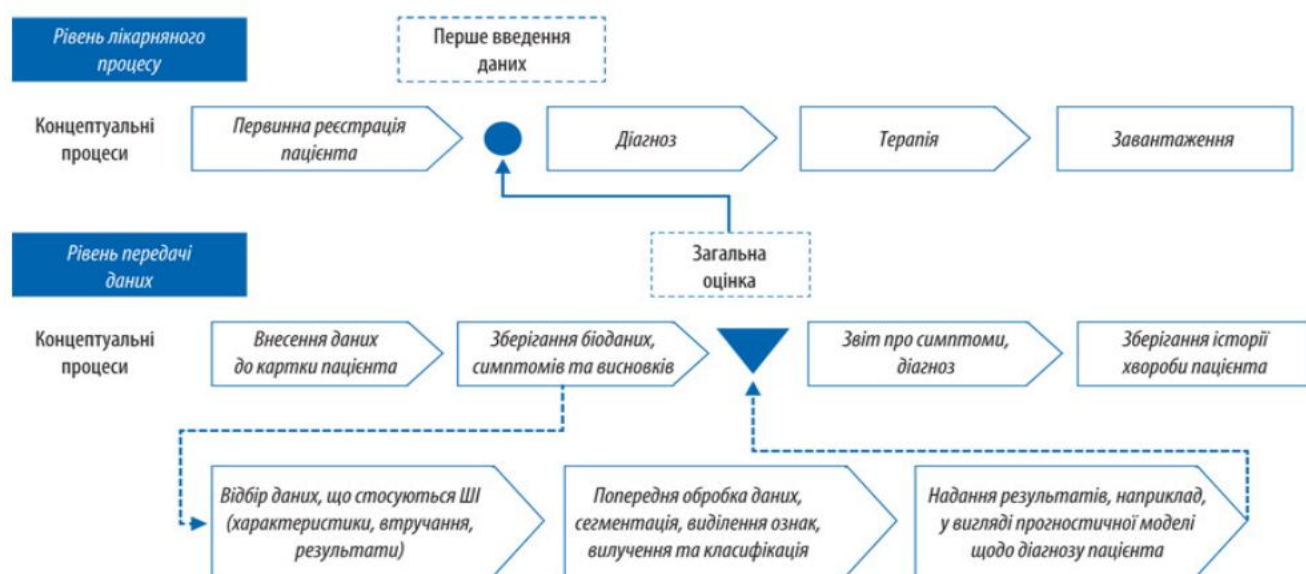 Рівень лікарняного
процесу
Перше введення
даних
Концептуальні
процеси
Первинна реєстрація
пацієнта
Діагноз
Терапія
Завантаження
Рівень передачі
даних
Загальна
оцінка
Концептуальні
процеси
Внесення даних
до картки пацієнта
Зберігання біоданих,
симптомів та висновків
Звіт про симптоми,
діагноз
Зберігання історії
хвороби пацієнта
Відбір даних, що стосуються ШІ
(характеристики, втручання,
результати)
Попередня обробка даних,
сегментація, виділення ознак,
вилучення та класифікація
Надання результатів, наприклад,
у вигляді прогностичної моделі
щодо діагнозу пацієнта